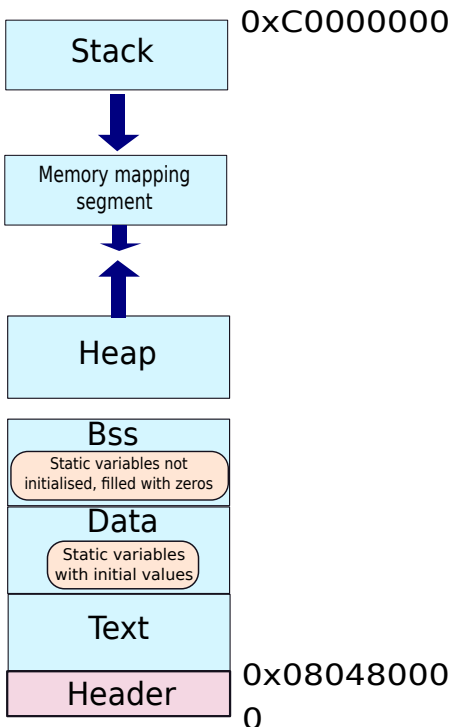 0xC0000000
Stack
Memory mapping
segment
Heap
Bss
Static variables not
initialised, filled with zeros
Data
Static variables
with initial values
Text
0x08048000
Header
0